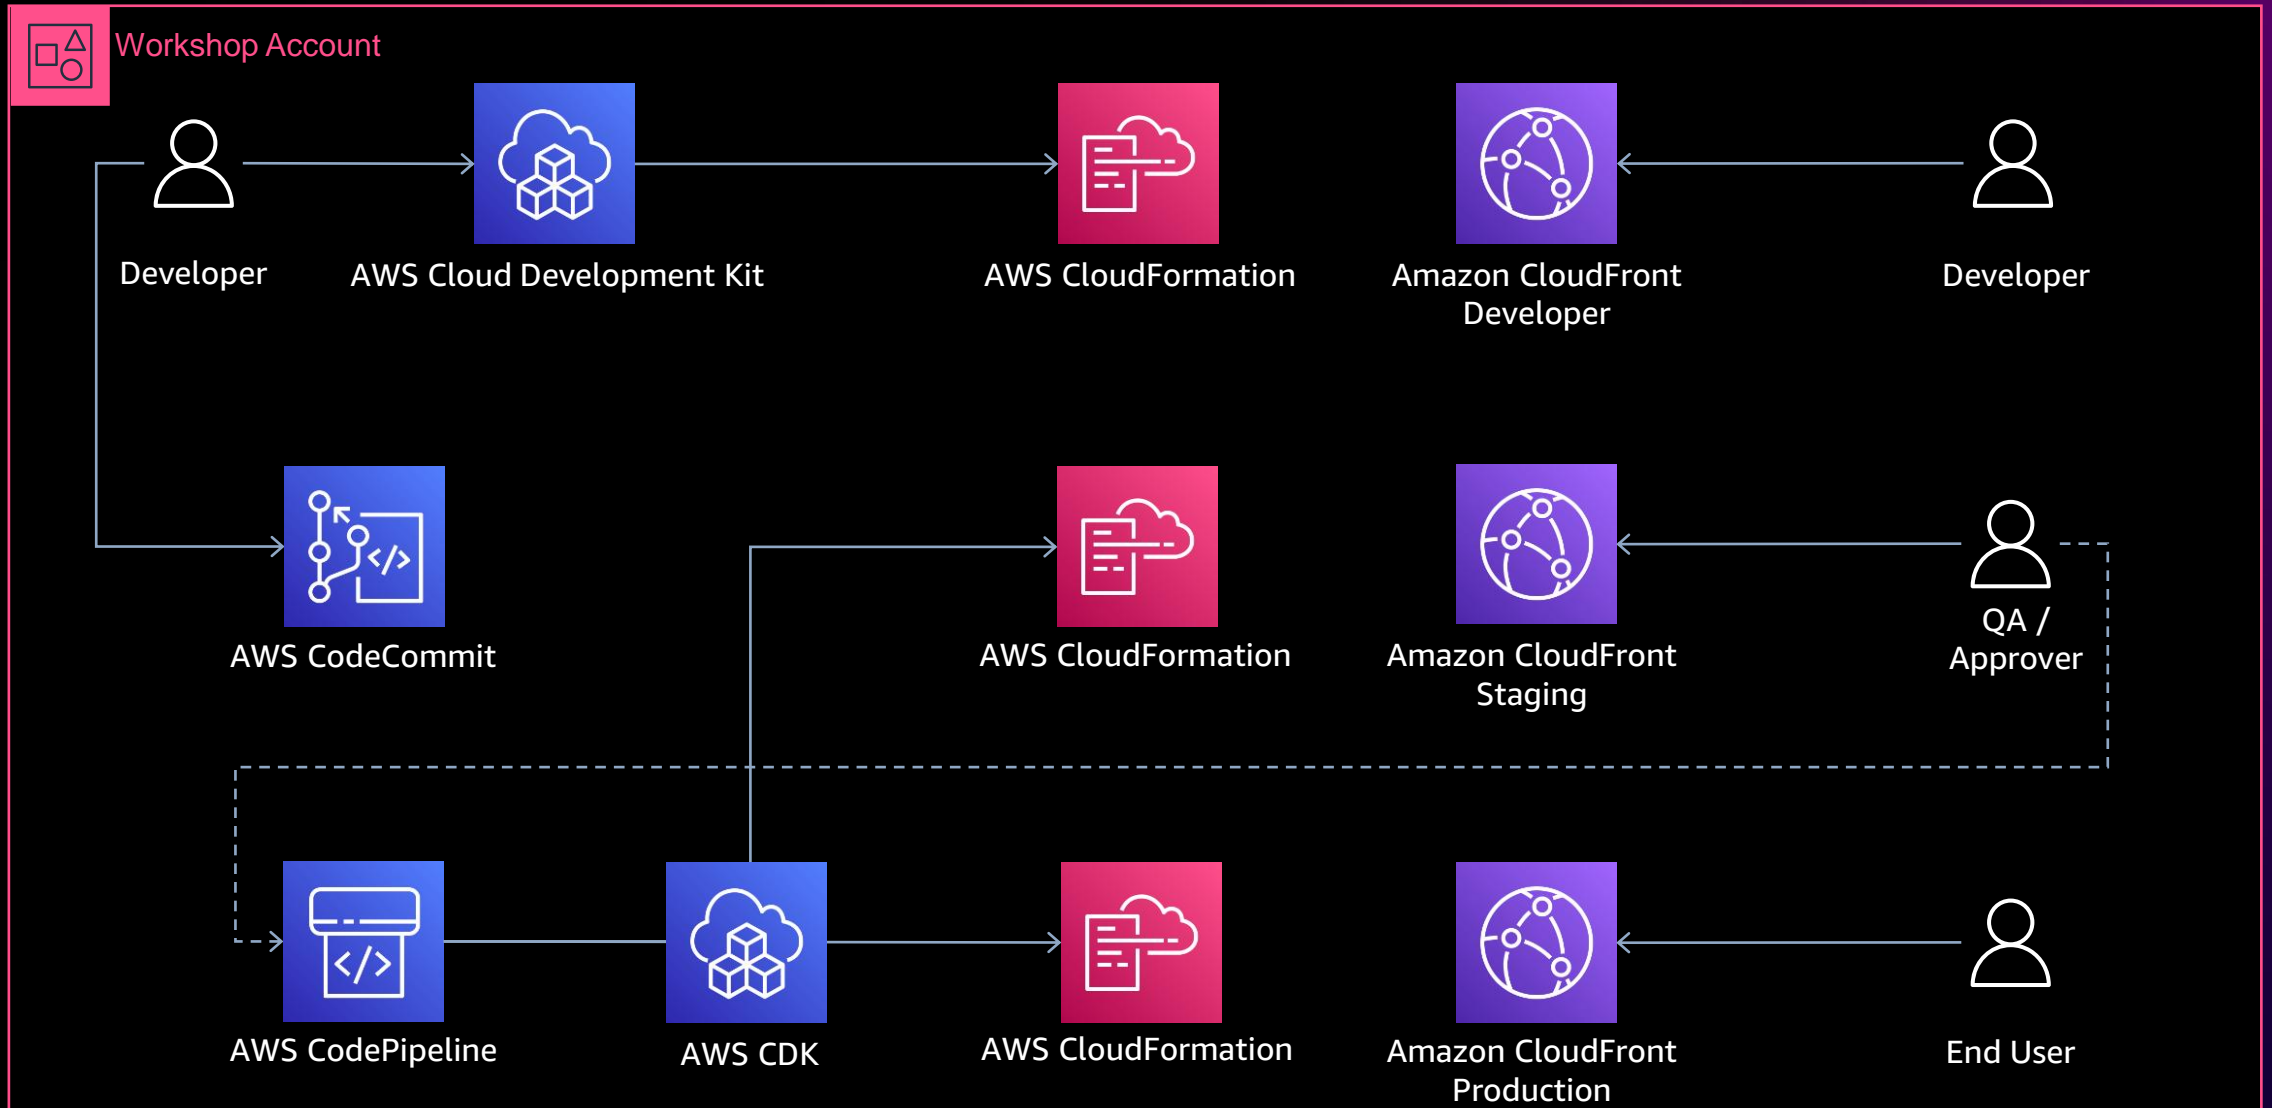 Workshop Account
Developer
AWS Cloud Development Kit
AWS CloudFormation
Amazon CloudFront
Developer
Developer
AWS CodeCommit
AWS CloudFormation
Amazon CloudFront
Staging
QA /
Approver
AWS CodePipeline
AWS CDK
AWS CloudFormation
Amazon CloudFront
Production
End User